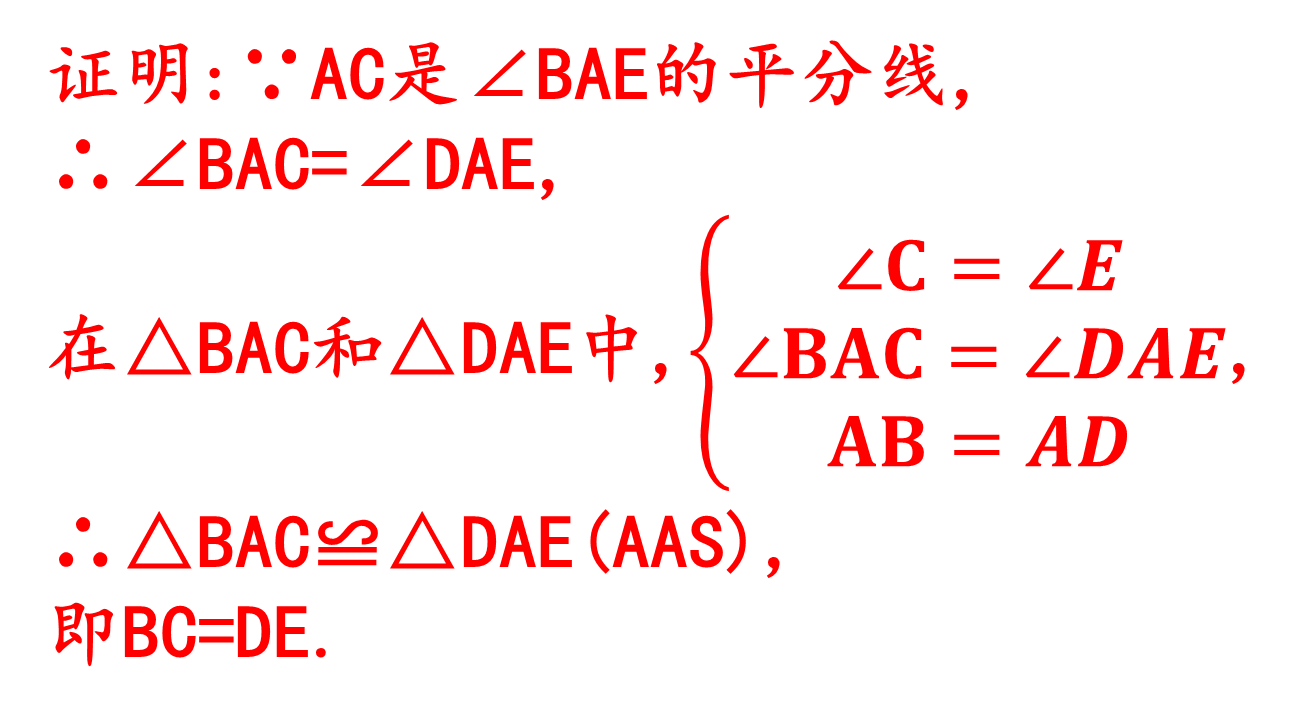 证明:∵AC是∠BAE的平分线,
∴∠BAC=∠DAE,
在△BAC和△DAE中,{∠C=∠E
∠BAC=∠DAE,
AB=AD
∴△BAC≌△DAE(AAS),
即BC=DE.